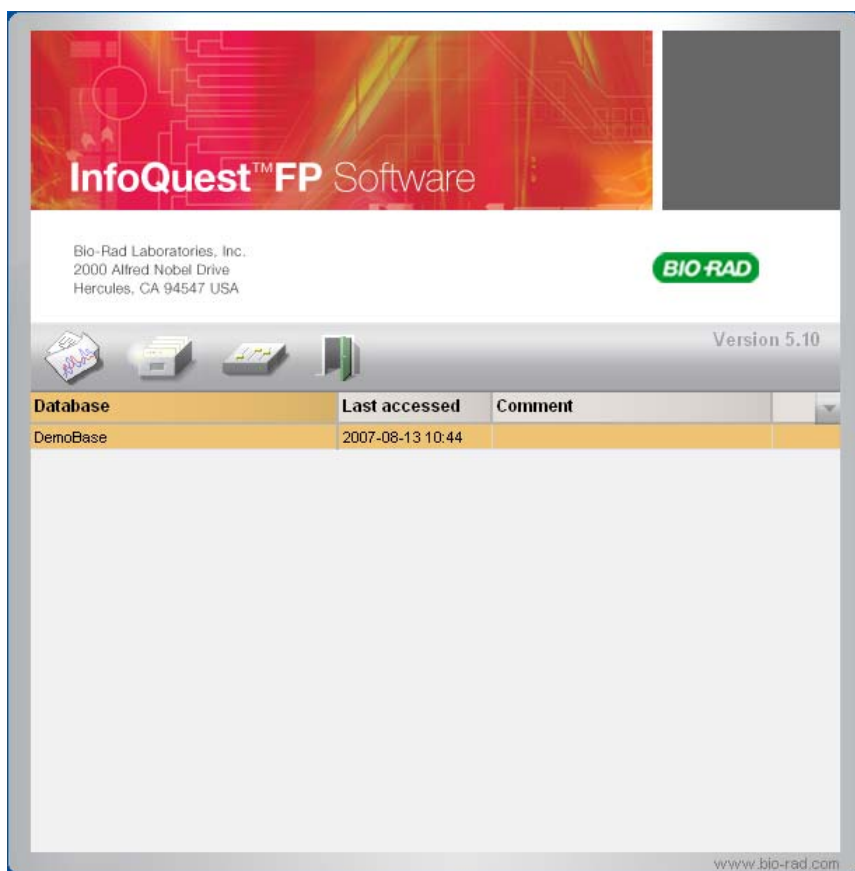 InfoQuest™FP Software
Bio-Rad Laboratories, Inc.
2000 Alfred Nobel Drive
Hercules, CA 94547 USA
BIO-RAD
Version 5.10
Database Last accessed Comment
DemoBase 2007-08-13 10:44
www.bio-rad.com